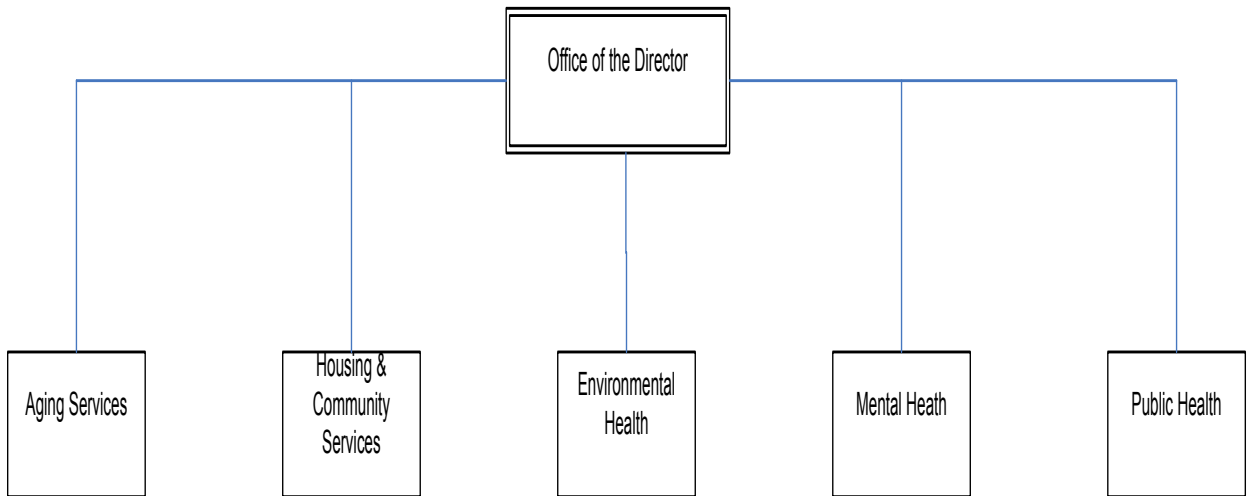 Office of the Director
Aging Services
Housing &
Community
Services
Environmental
Health
Mental Heath
Public Health